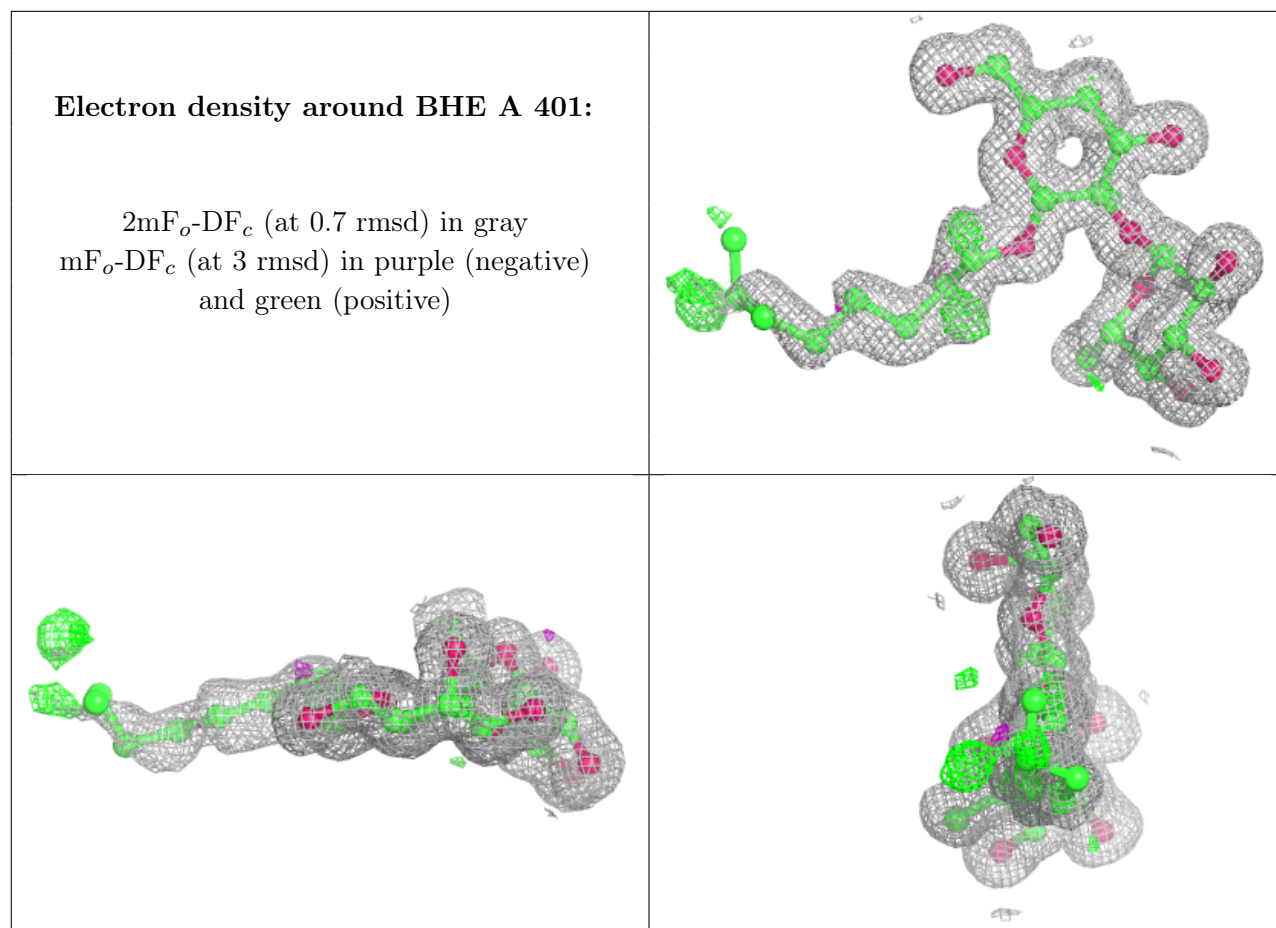 Electron density around BHE A 401:
2mFo-DFc (at 0.7 rmsd) in gray
mFo-DFc (at 3 rmsd) in purple (negative)
and green (positive)